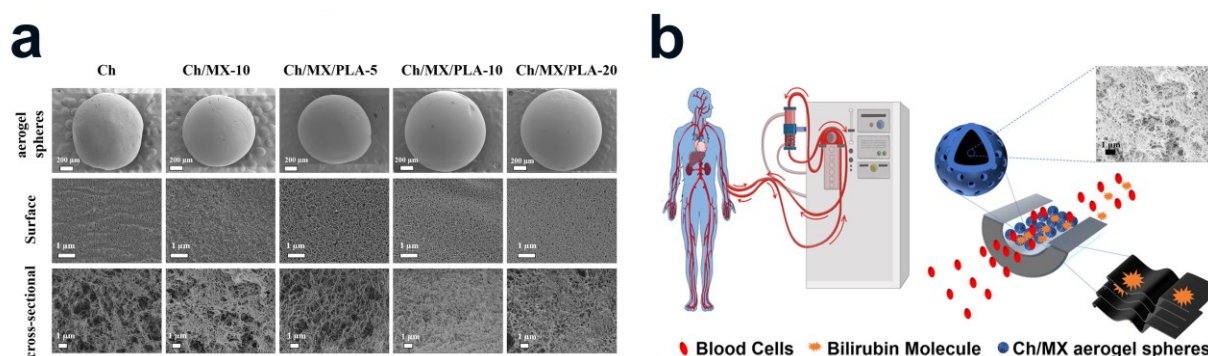 a
Ch Ch/MX-10 Ch/MX/PLA-5 Ch/MX/PLA-10 Ch/MX/PLA-20
aerogel
spheres
200 µm 200 µm 200 µm 200 µm 200 µm
Surface
1 µm 1 µm 1 µm 1 µm 1 µm
cross-sectional
1 µm 1 µm 1 µm 1 µm 1 µm
b
1 µm
Blood Cells Bilirubin Molecule Ch/MX aerogel spheres